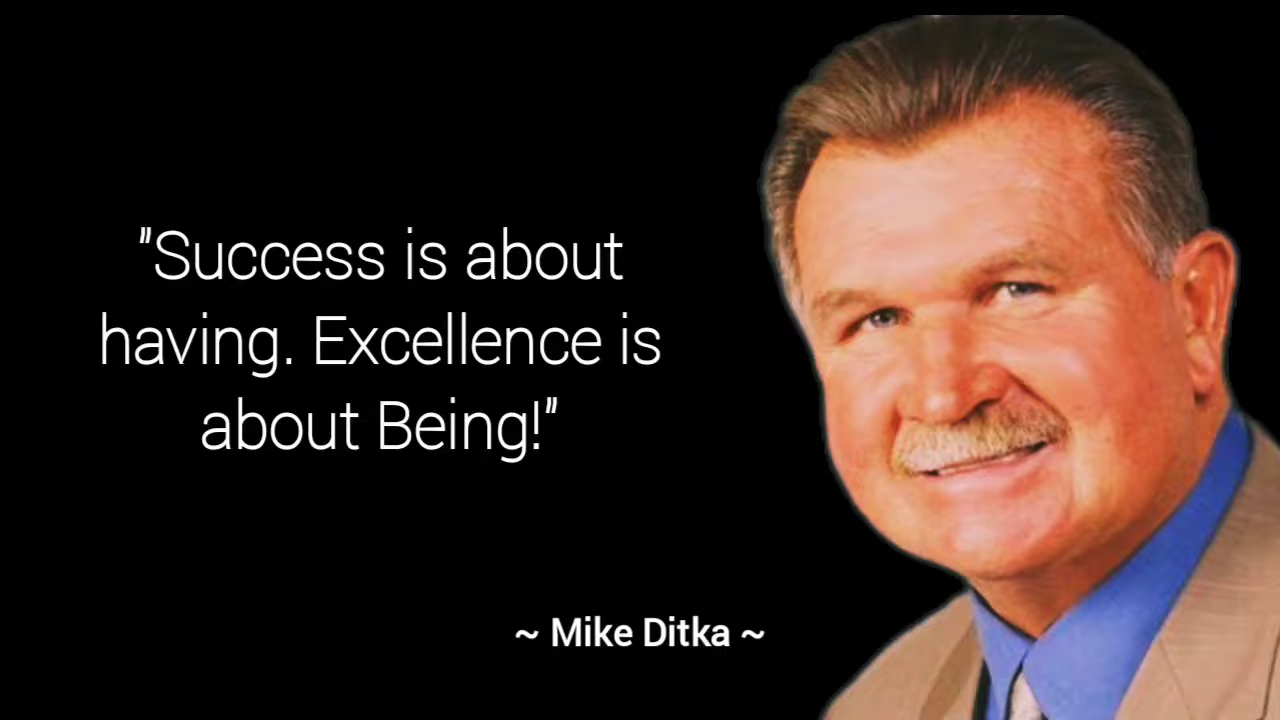 "Success is about
having. Excellence is
about Being!"
~ Mike Ditka ~